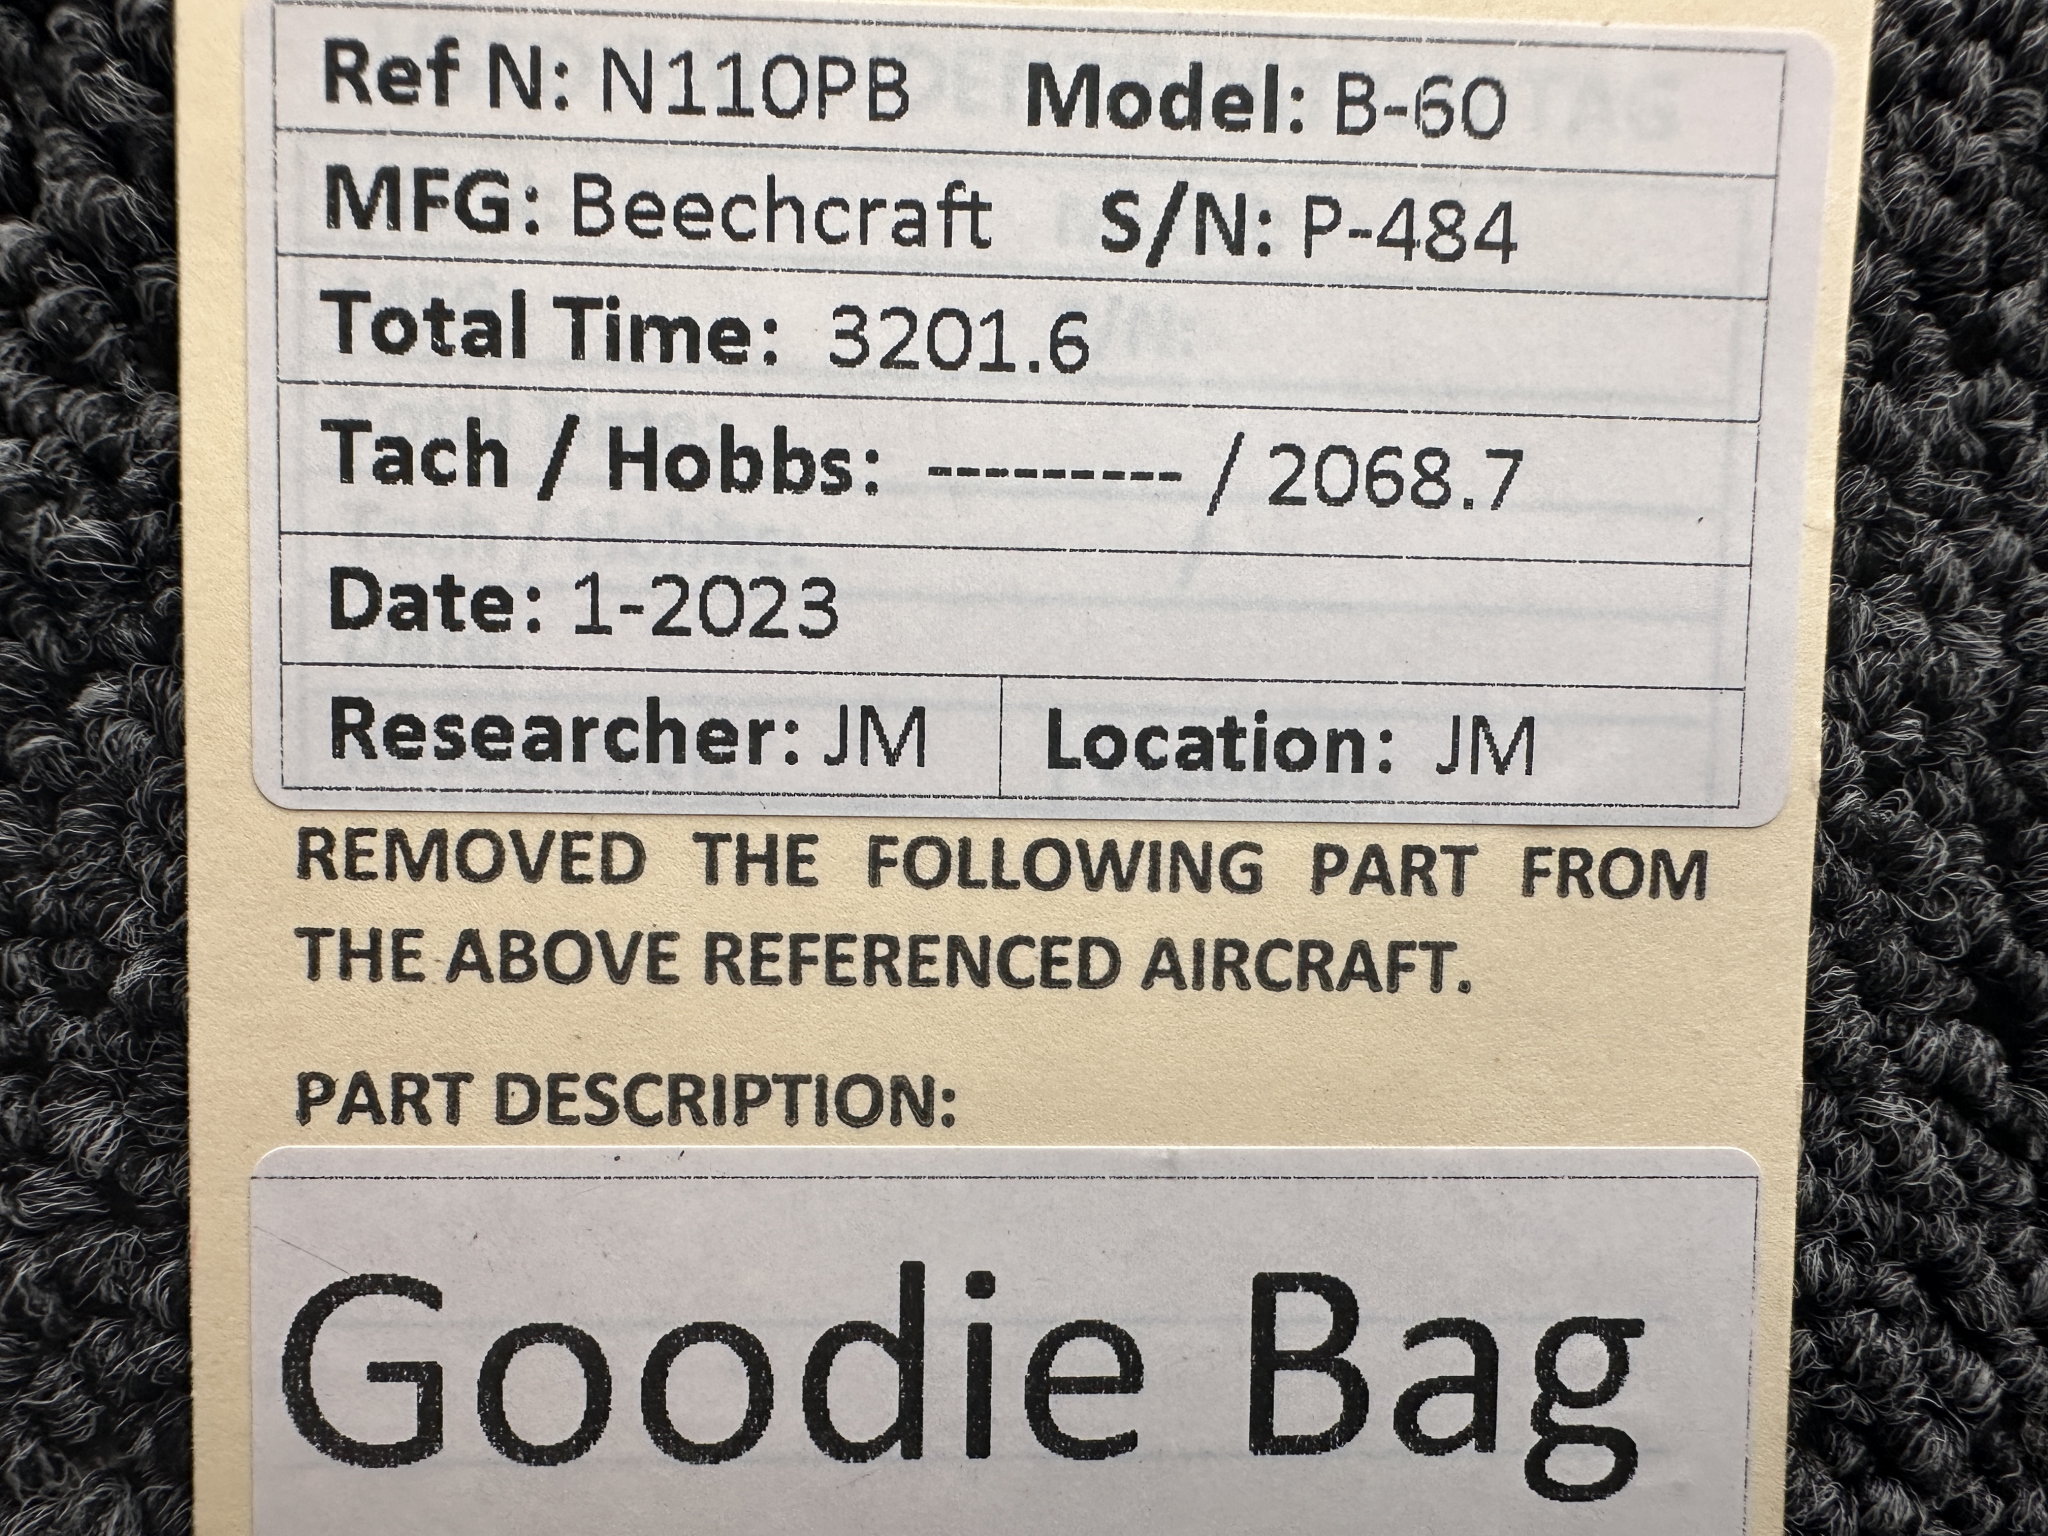 Ref N: N110PB Model: B-60
MFG: Beechcraft S/N: P-484
Total Time: 3201.6
Tach / Hobbs: --------- / 2068.7
Date: 1-2023
Researcher: JM Location: JM
REMOVED THE FOLLOWING PART FROM
THE ABOVE REFERENCED AIRCRAFT.
PART DESCRIPTION:
Goodie Bag